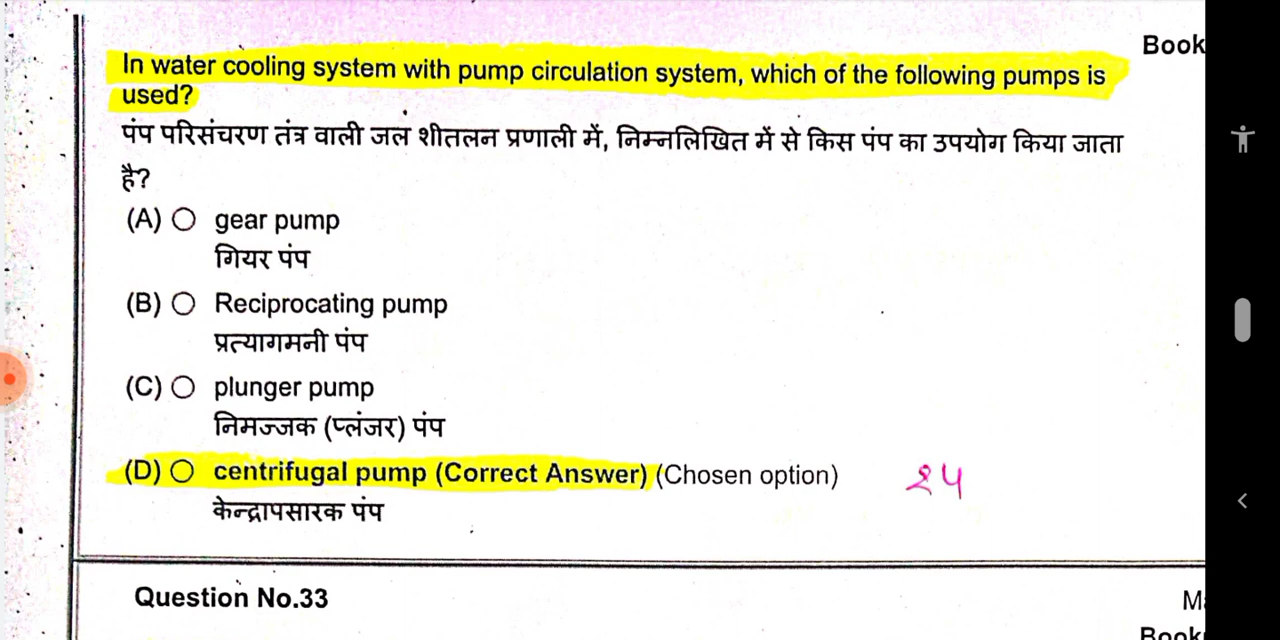 Book
In water cooling system with pump circulation system, which of the following pumps is
used?
पंप परिसंचरण तंत्र वाली जल शीतलन प्रणाली में, निम्नलिखित में से किस पंप का उपयोग किया जाता
है?
(A) gear pump
गियर पंप
(B) Reciprocating pump
प्रत्यागमनी पंप
(C) plunger pump
निमज्जक (प्लंजर) पंप
(D) centrifugal pump (Correct Answer) (Chosen option) २५
केन्द्रापसारक पंप
Question No.33
Book